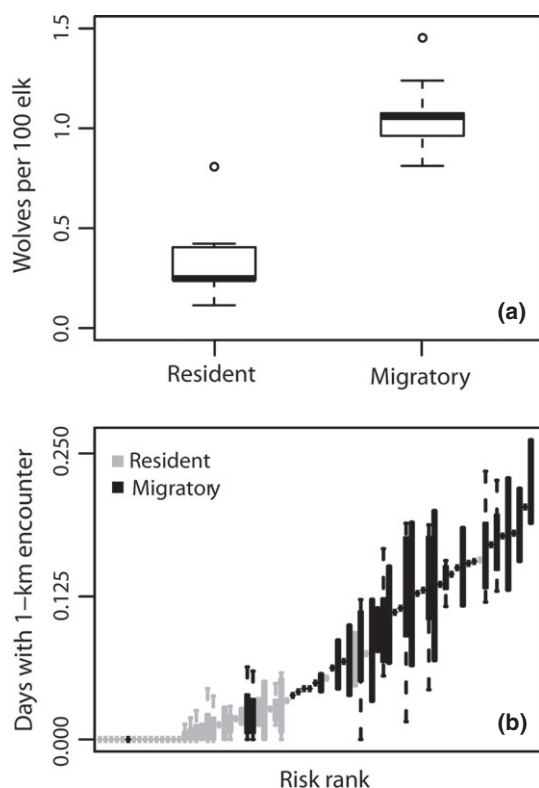 1.5
1.0
0.5
0.0
Wolves per 100 elk
Resident
Migratory
(a)
0.250
0.125
0.000
Days with 1–km encounter
Resident
Migratory
Risk rank
(b)